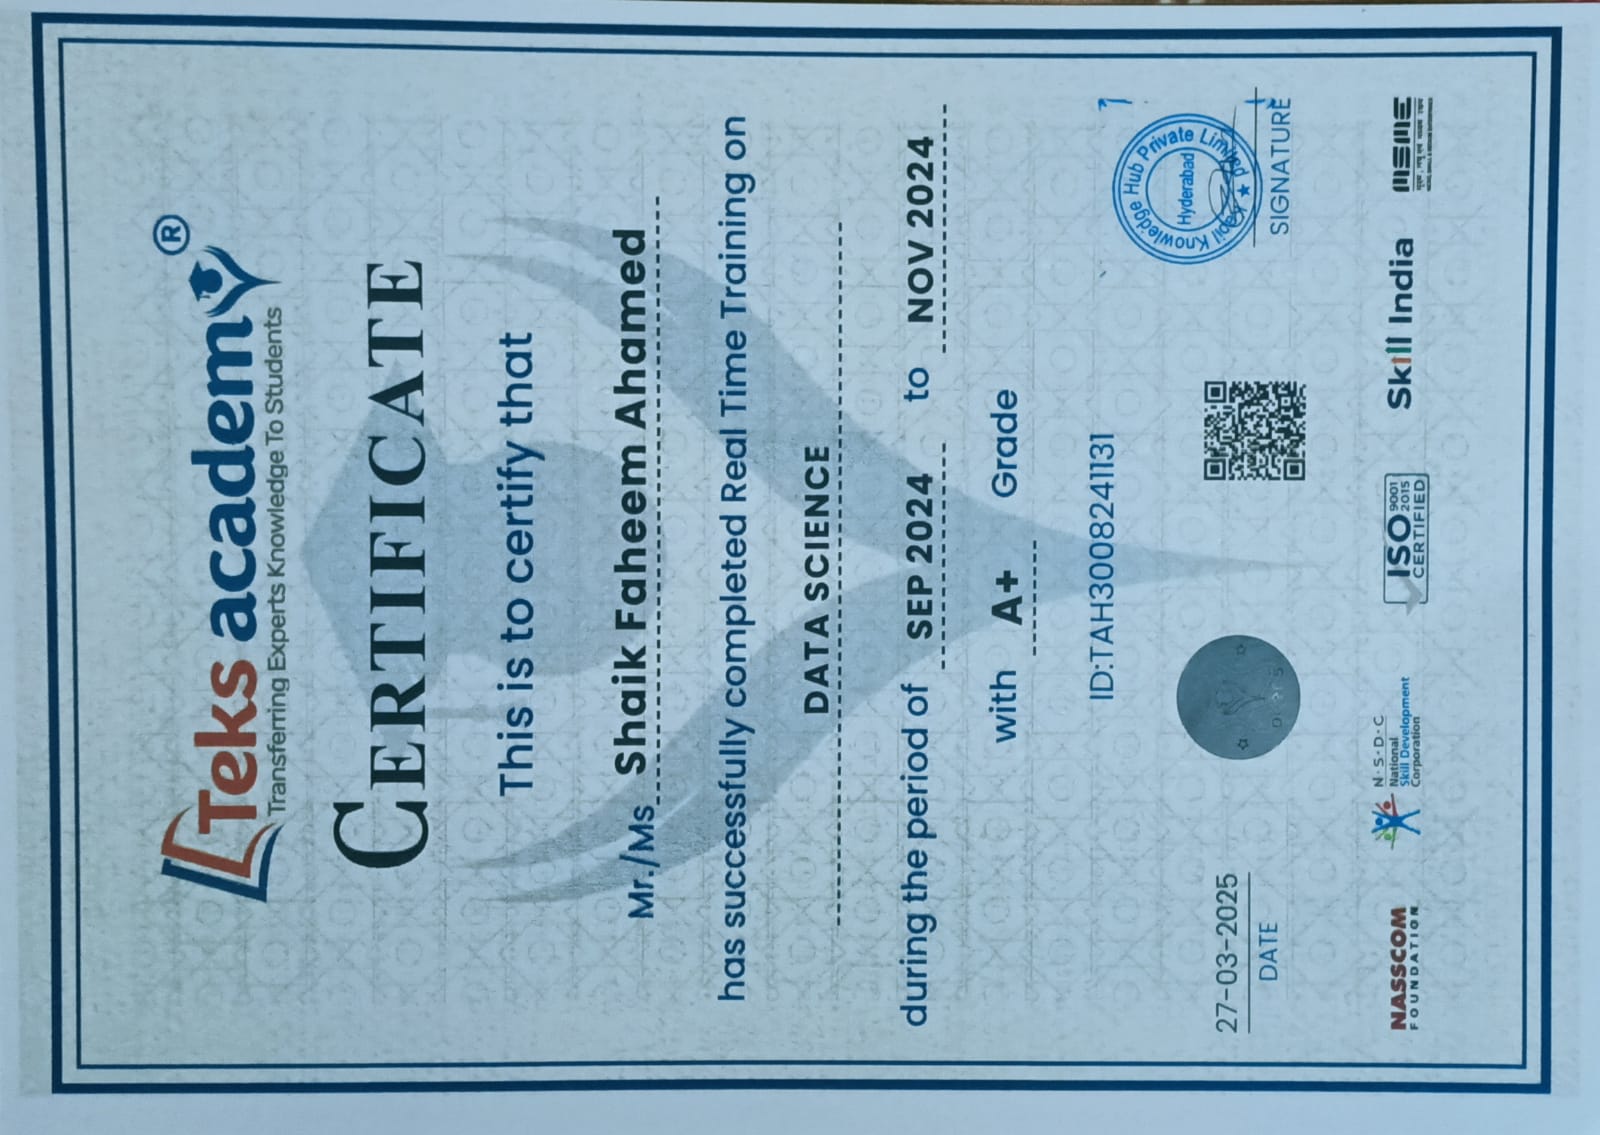 Teks academy ®
Transferring Experts Knowledge To Students
CERTIFICATE
This is to certify that
Mr./Ms Shaik Faheem Ahamed
has successfully completed Real Time Training on
DATA SCIENCE
during the period of SEP 2024 to NOV 2024
with A+ Grade
ID:TAH3008241131
Knowledge Hub Private Limited
Hyderabad
27-03-2025
DATE
SIGNATURE
NASSCOM
FOUNDATION
N·S·D·C
National
Skill Development
Corporation
ISO 9001
2015
CERTIFIED
Skill India
MSME